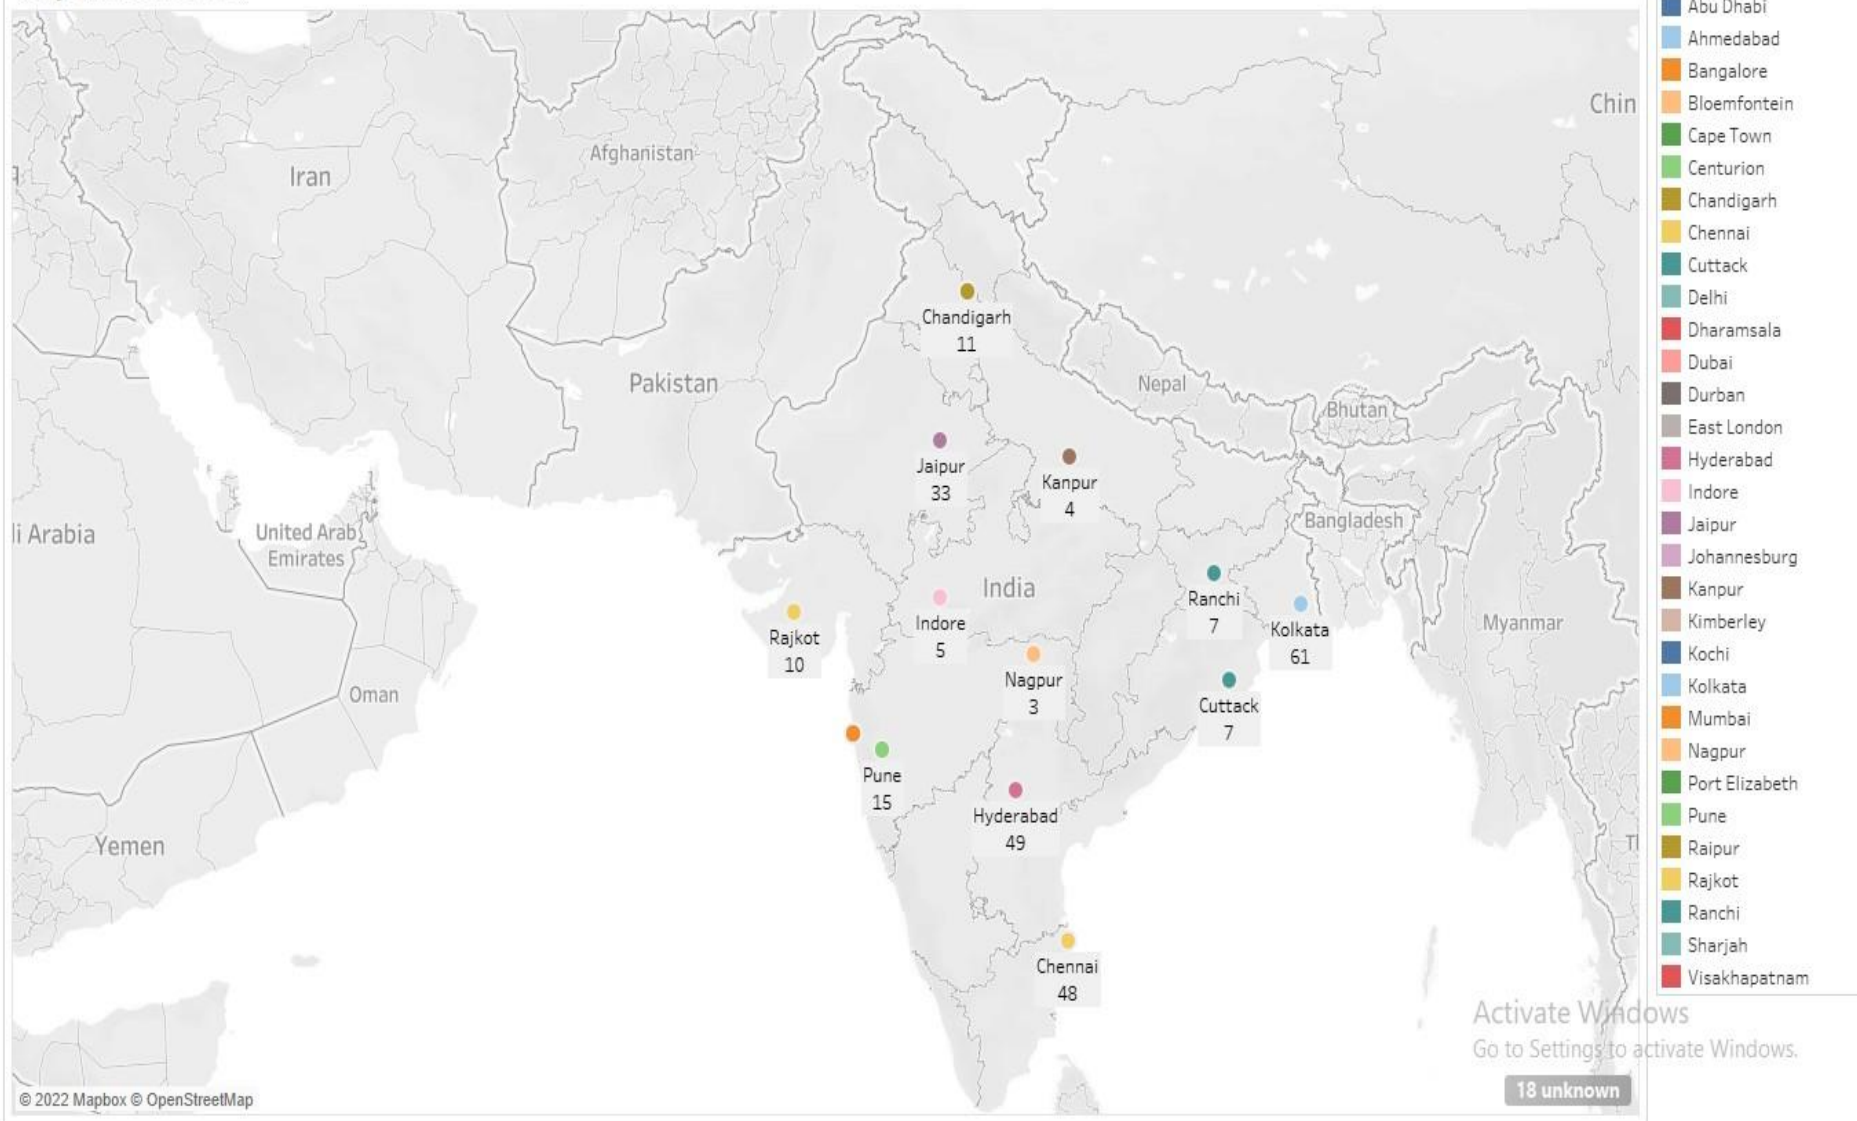 Chin
Afghanistan
Iran
Chandigarh
11
Pakistan
Nepal
Bhutan
Jaipur
33
Kanpur
4
li Arabia
United Arab
Emirates
Bangladesh
India
Ranchi
7
Indore
5
Rajkot
10
Kolkata
61
Myanmar
Nagpur
3
Oman
Cuttack
7
Pune
15
Hyderabad
49
Yemen
Chennai
48
Abu Dhabi
Ahmedabad
Bangalore
Bloemfontein
Cape Town
Centurion
Chandigarh
Chennai
Cuttack
Delhi
Dharamsala
Dubai
Durban
East London
Hyderabad
Indore
Jaipur
Johannesburg
Kanpur
Kimberley
Kochi
Kolkata
Mumbai
Nagpur
Port Elizabeth
Pune
Raipur
Rajkot
Ranchi
Sharjah
Visakhapatnam
Activate Windows
Go to Settings to activate Windows.
18 unknown
© 2022 Mapbox © OpenStreetMap